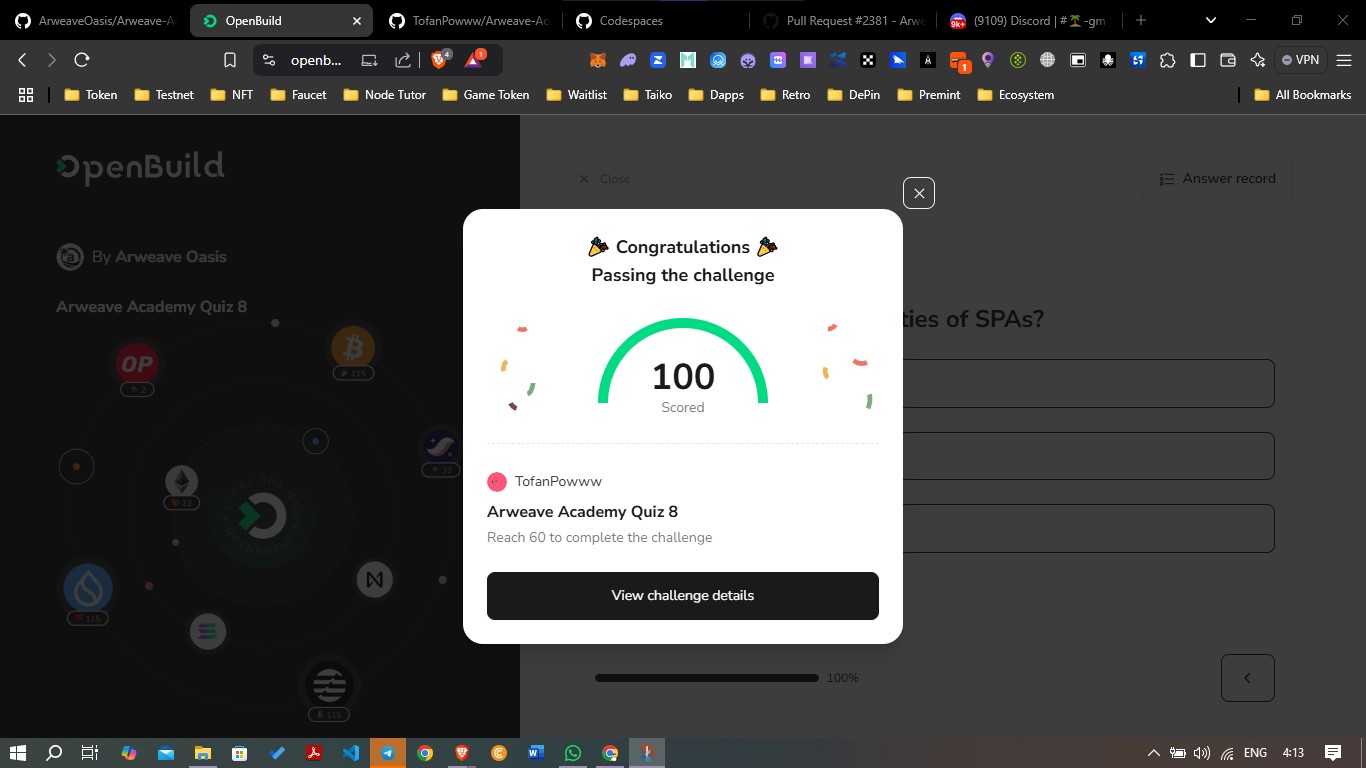 ArweaveOasis/Arweave-A
OpenBuild
TofanPowww/Arweave-Ac
Codespaces
Pull Request #2381 - Arwe
(9109) Discord | #🌴-gm
9k+
openb...
4
1
1
VPN
Token
Testnet
NFT
Faucet
Node Tutor
Game Token
Waitlist
Taiko
Dapps
Retro
DePin
Premint
Ecosystem
All Bookmarks
OpenBuild
Close
Answer record
By Arweave Oasis
Arweave Academy Quiz 8
🎉 Congratulations 🎉
Passing the challenge
ties of SPAs?
OP
2
115
100
Scored
32
22
TofanPowww
Arweave Academy Quiz 8
Reach 60 to complete the challenge
View challenge details
115
100%
115
ENG
4:13